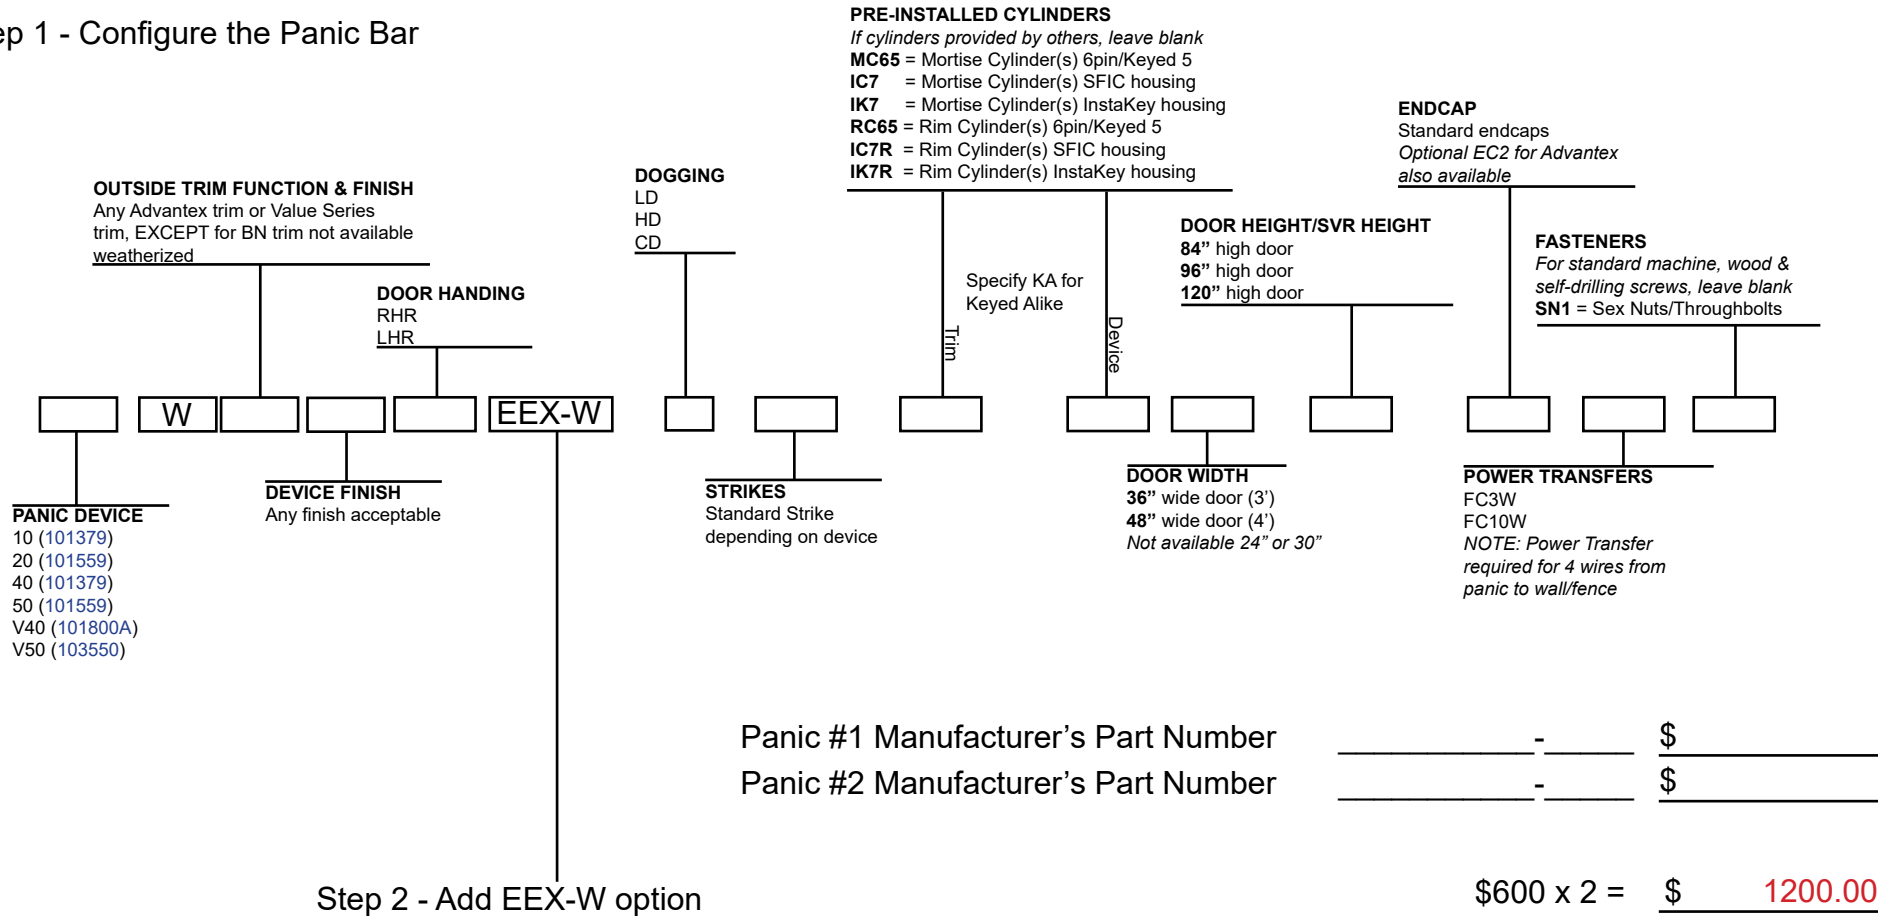 ep 1 - Configure the Panic Bar
PRE-INSTALLED CYLINDERS
If cylinders provided by others, leave blank
MC65 = Mortise Cylinder(s) 6pin/Keyed 5
IC7 = Mortise Cylinder(s) SFIC housing
IK7 = Mortise Cylinder(s) InstaKey housing
RC65 = Rim Cylinder(s) 6pin/Keyed 5
IC7R = Rim Cylinder(s) SFIC housing
IK7R = Rim Cylinder(s) InstaKey housing
ENDCAP
Standard endcaps
Optional EC2 for Advantex
also available
OUTSIDE TRIM FUNCTION & FINISH
Any Advantex trim or Value Series
trim, EXCEPT for BN trim not available
weatherized
DOGGING
LD
HD
CD
DOOR HEIGHT/SVR HEIGHT
84” high door
96” high door
120” high door
FASTENERS
For standard machine, wood &
self-drilling screws, leave blank
SN1 = Sex Nuts/Throughbolts
DOOR HANDING
RHR
LHR
Specify KA for
Keyed Alike
Trim
Device
W
EEX-W
PANIC DEVICE
10 (101379)
20 (101559)
40 (101379)
50 (101559)
V40 (101800A)
V50 (103550)
DEVICE FINISH
Any finish acceptable
STRIKES
Standard Strike
depending on device
DOOR WIDTH
36” wide door (3’)
48” wide door (4’)
Not available 24” or 30”
POWER TRANSFERS
FC3W
FC10W
NOTE: Power Transfer
required for 4 wires from
panic to wall/fence
Panic #1 Manufacturer’s Part Number ___________-_____ $
Panic #2 Manufacturer’s Part Number ___________-_____ $
Step 2 - Add EEX-W option
$600 x 2 = $ 1200.00